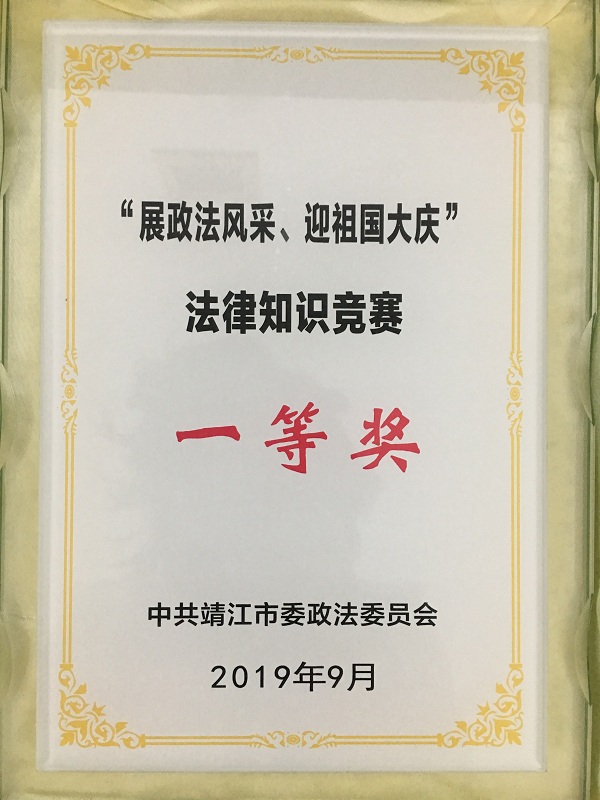 “展政法风采、迎祖国大庆”
法律知识竞赛
一等奖
中共靖江市委政法委员会
2019年9月